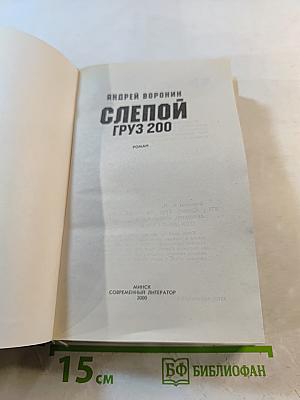 АНДРЕЙ ВОРОНИН
СЛЕПОЙ
ГРУЗ 200
РОМАН
МИНСК
СОВРЕМЕННЫЙ ЛИТЕРАТОР
2000
15 см
БФ БИБЛИОФАН